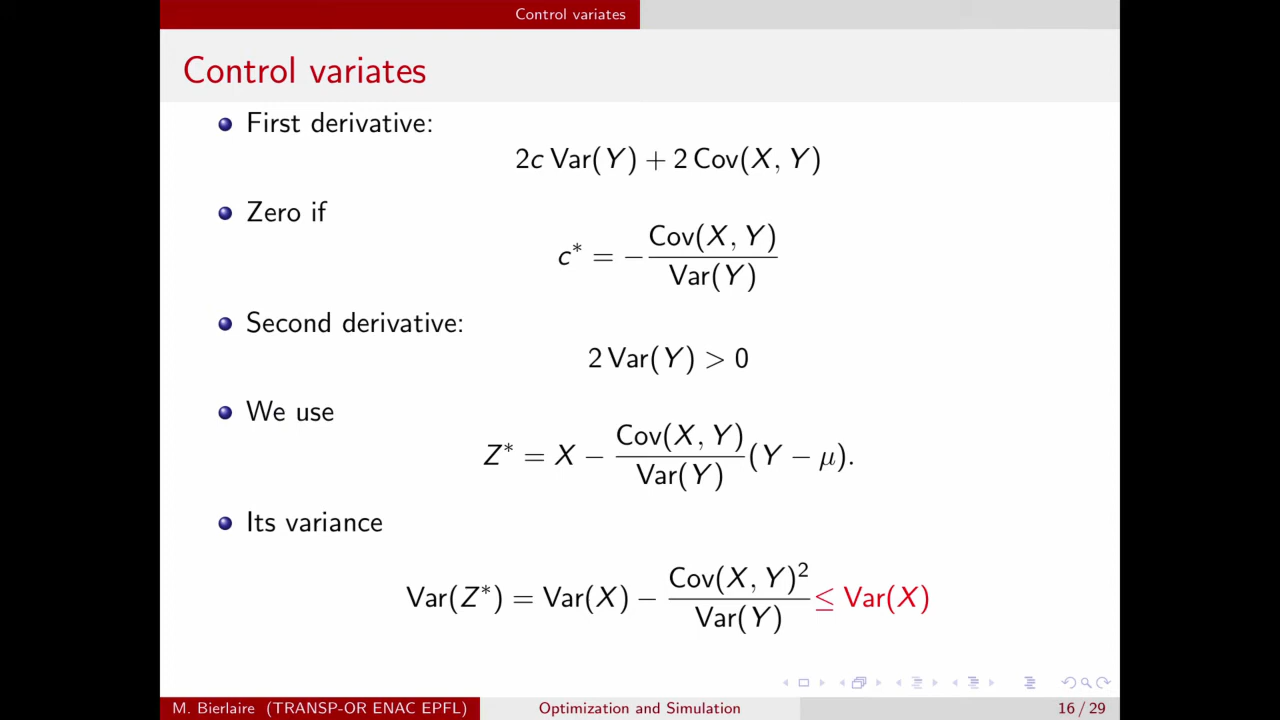 Control variates
Control variates
First derivative:
2c Var(Y) + 2 Cov(X, Y)
Zero if
c* = − Cov(X, Y) / Var(Y)
Second derivative:
2 Var(Y) > 0
We use
Z* = X − Cov(X, Y) / Var(Y) (Y − μ).
Its variance
Var(Z*) = Var(X) − Cov(X, Y)² / Var(Y) ≤ Var(X)
M. Bierlaire (TRANSP-OR ENAC EPFL) Optimization and Simulation 16 / 29